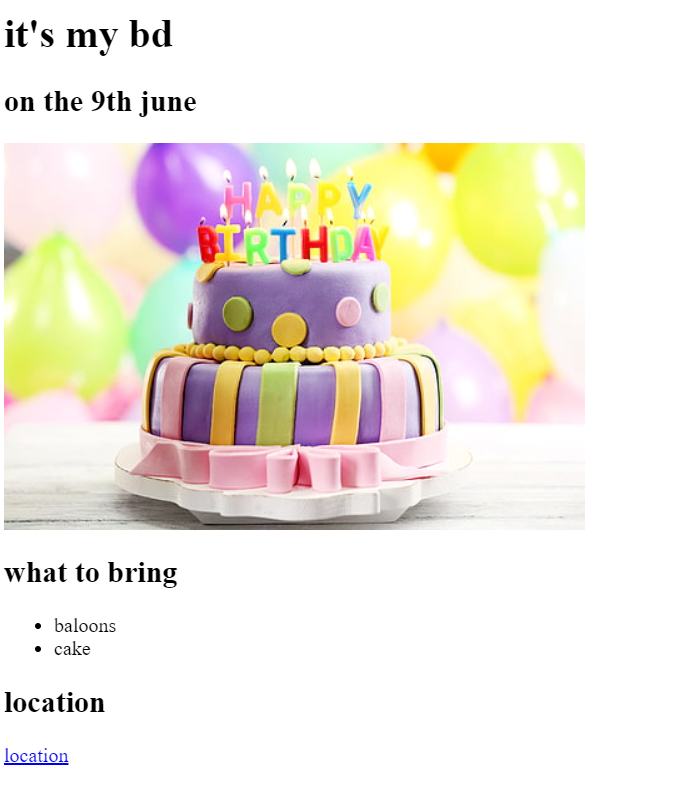 it's my bd
on the 9th june
HAPPY
BIRTHDAY
what to bring
baloons
cake
location
location